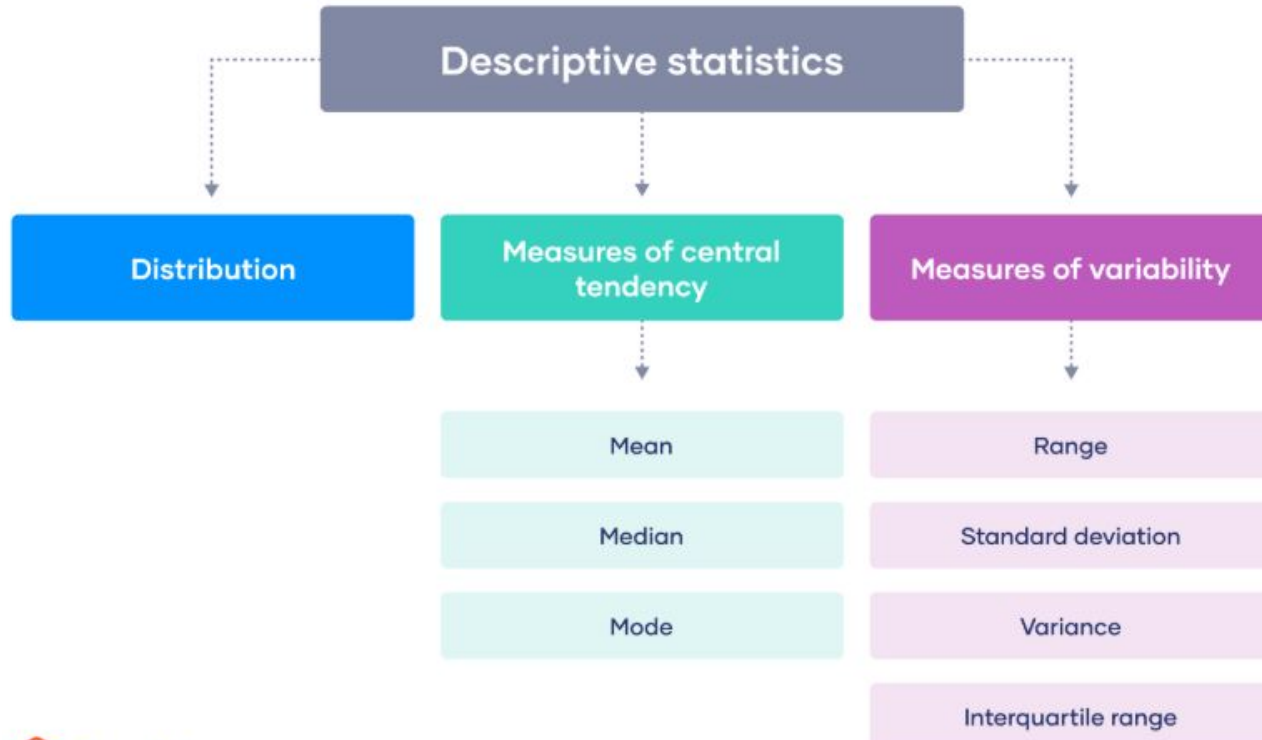 Descriptive statistics
Distribution
Measures of central
tendency
Measures of variability
Mean
Range
Median
Standard deviation
Mode
Variance
Interquartile range